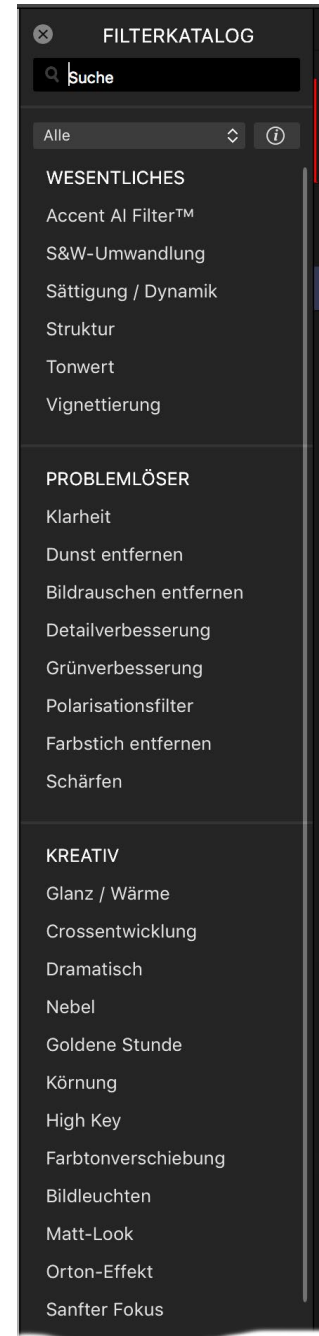 FILTERKATALOG
Suche
Alle
WESENTLICHES
Accent AI Filter™
S&W-Umwandlung
Sättigung / Dynamik
Struktur
Tonwert
Vignettierung
PROBLEMLÖSER
Klarheit
Dunst entfernen
Bildrauschen entfernen
Detailverbesserung
Grünverbesserung
Polarisationsfilter
Farbstich entfernen
Schärfen
KREATIV
Glanz / Wärme
Crossentwicklung
Dramatisch
Nebel
Goldene Stunde
Körnung
High Key
Farbtonverschiebung
Bildleuchten
Matt-Look
Orton-Effekt
Sanfter Fokus